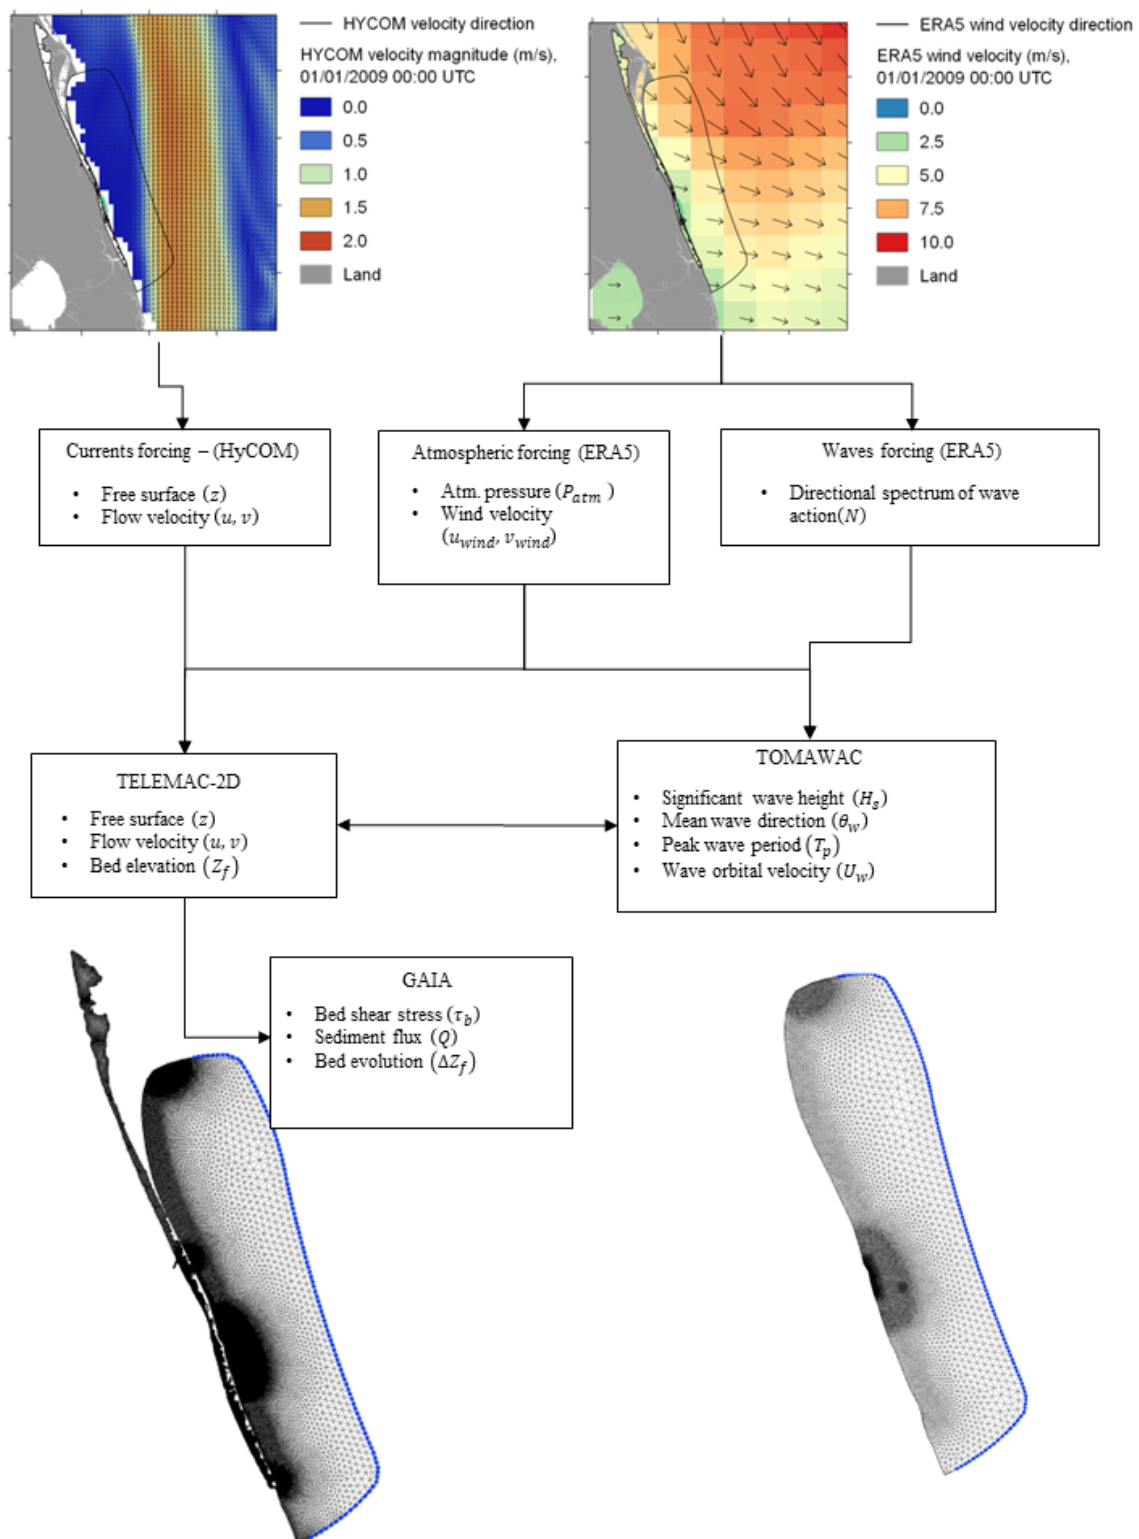 HYCOM velocity direction
HYCOM velocity magnitude (m/s),
01/01/2009 00:00 UTC
0.0
0.5
1.0
1.5
2.0
Land
ERA5 wind velocity direction
ERA5 wind velocity (m/s),
01/01/2009 00:00 UTC
0.0
2.5
5.0
7.5
10.0
Land
Currents forcing – (HyCOM)
• Free surface (z)
• Flow velocity (u, v)
Atmospheric forcing (ERA5)
• Atm. pressure (P_atm )
• Wind velocity
(u_wind, v_wind)
Waves forcing (ERA5)
• Directional spectrum of wave
action(N)
TELEMAC-2D
• Free surface (z)
• Flow velocity (u, v)
• Bed elevation (Z_f)
TOMAWAC
• Significant wave height (H_s)
• Mean wave direction (θ_w)
• Peak wave period (T_p)
• Wave orbital velocity (U_w)
GAIA
• Bed shear stress (τ_b)
• Sediment flux (Q)
• Bed evolution (ΔZ_f)